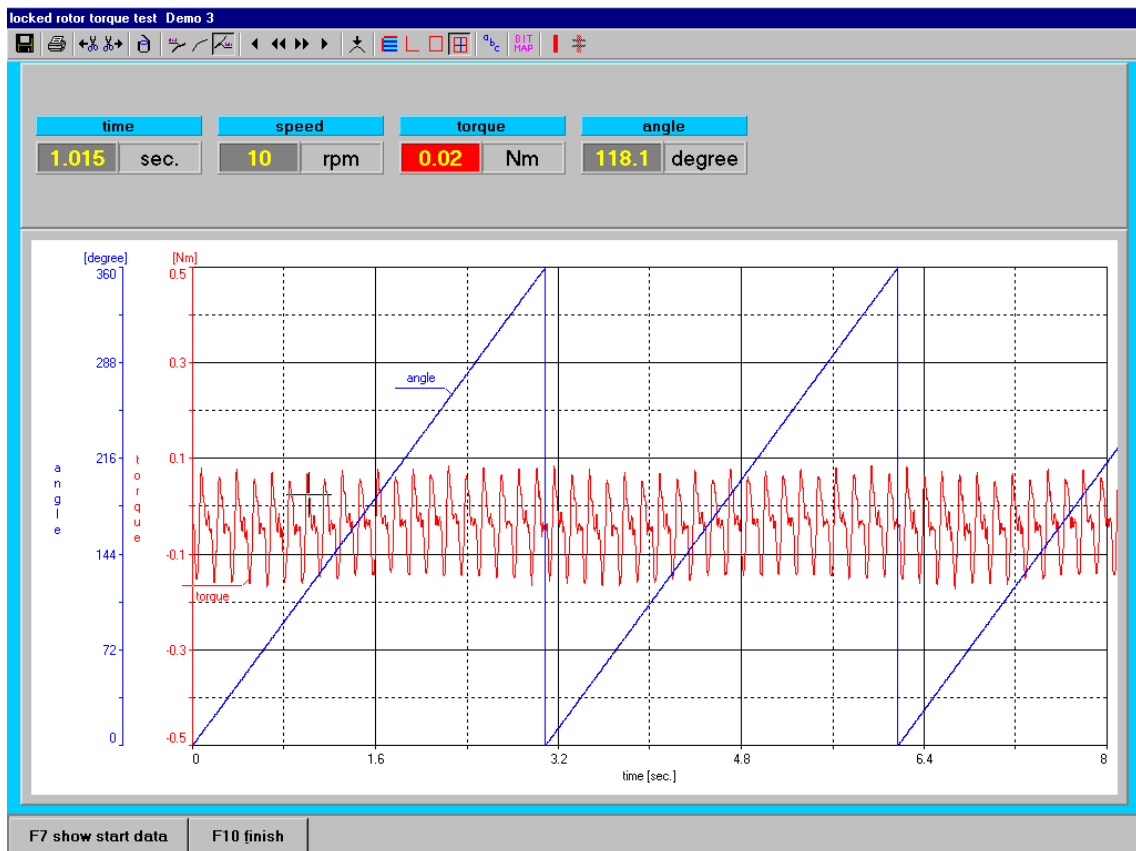 locked rotor torque test Demo 3
a b c BIT MAP
time speed torque angle
1.015 sec. 10 rpm 0.02 Nm 118.1 degree
[degree] [Nm]
360 0.5
288 0.3
angle
216 0.1
angle torque
144 -0.1
torque
72 -0.3
0 -0.5
0 1.6 3.2 4.8 6.4 8
time [sec.]
F7 show start data F10 finish